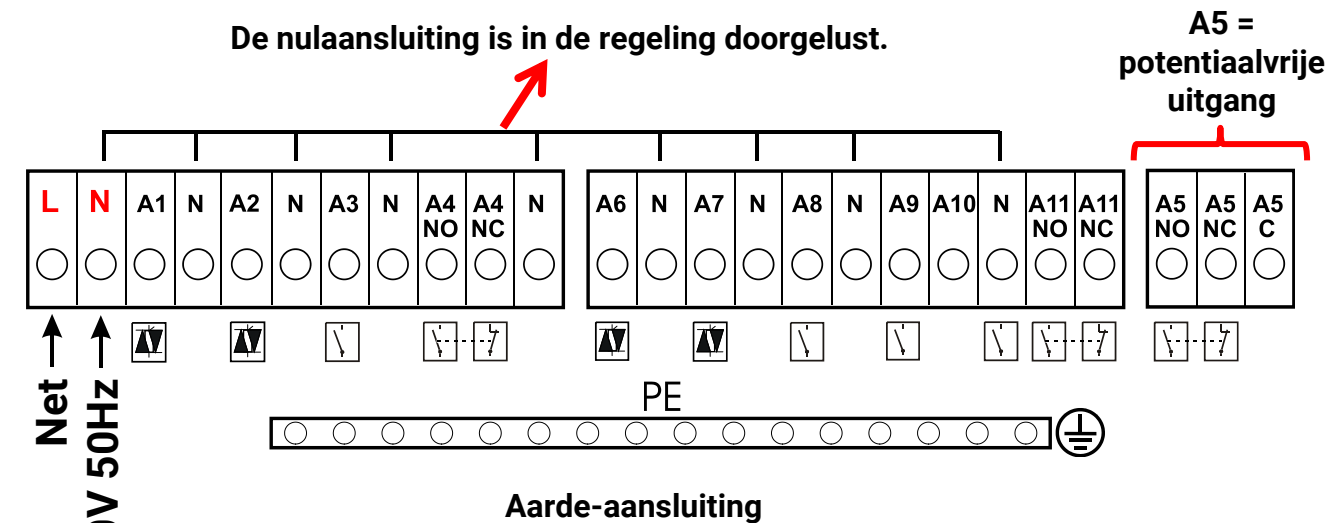 De nulaansluiting is in de regeling doorgelust.
A5 =
potentiaalvrije
uitgang
L N A1 N A2 N A3 N A4 NO A4 NC N
A6 N A7 N A8 N A9 A10 N A11 NO A11 NC
A5 NO A5 NC A5 C
Net
0V 50Hz
PE
Aarde-aansluiting